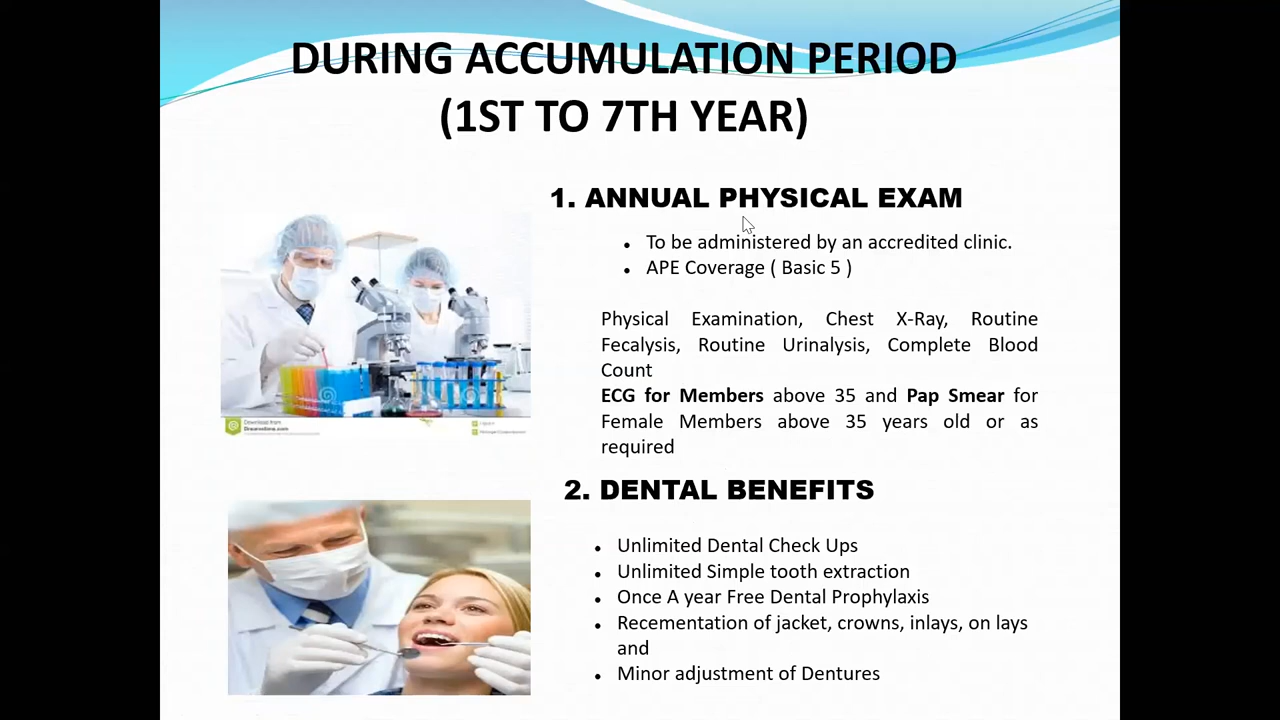 DURING ACCUMULATION PERIOD
(1ST TO 7TH YEAR)
1. ANNUAL PHYSICAL EXAM
• To be administered by an accredited clinic.
• APE Coverage ( Basic 5 )
Physical Examination, Chest X-Ray, Routine
Fecalysis, Routine Urinalysis, Complete Blood
Count
ECG for Members above 35 and Pap Smear for
Female Members above 35 years old or as
required
Download from
Dreamstime.com
2. DENTAL BENEFITS
• Unlimited Dental Check Ups
• Unlimited Simple tooth extraction
• Once A year Free Dental Prophylaxis
• Recementation of jacket, crowns, inlays, on lays
and
• Minor adjustment of Dentures